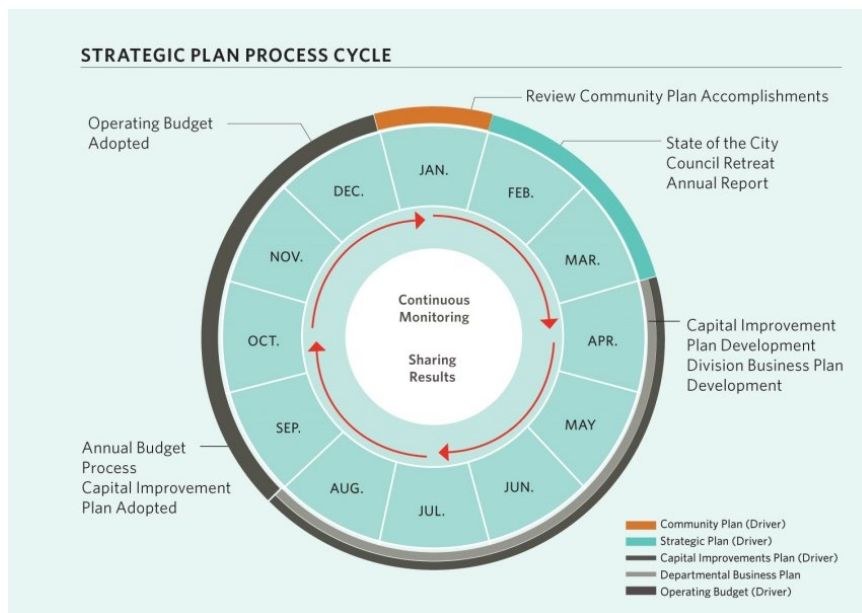 STRATEGIC PLAN PROCESS CYCLE
Review Community Plan Accomplishments
Operating Budget
Adopted
State of the City
Council Retreat
Annual Report
JAN.
FEB.
MAR.
APR.
MAY
JUN.
JUL.
AUG.
SEP.
OCT.
NOV.
DEC.
Continuous
Monitoring
Sharing
Results
Capital Improvement
Plan Development
Division Business Plan
Development
Annual Budget
Process
Capital Improvement
Plan Adopted
Community Plan (Driver)
Strategic Plan (Driver)
Capital Improvements Plan (Driver)
Departmental Business Plan
Operating Budget (Driver)